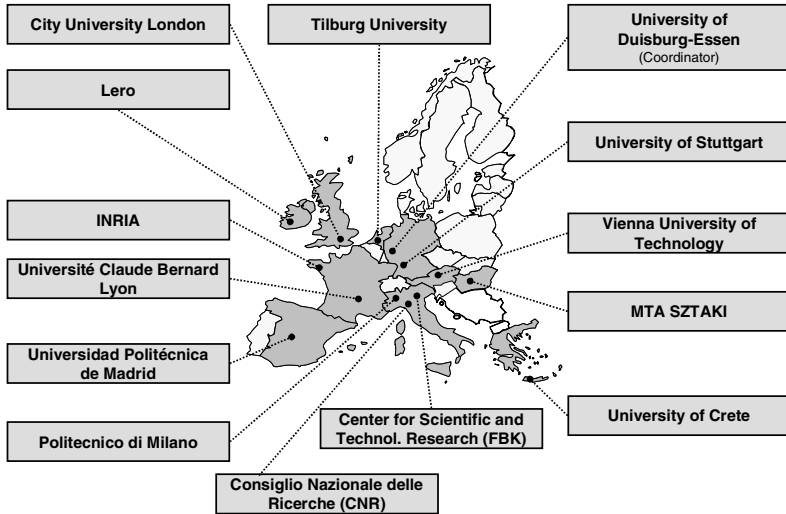 City University London
Tilburg University
University of
Duisburg-Essen
(Coordinator)
Lero
University of Stuttgart
INRIA
Vienna University of
Technology
Université Claude Bernard
Lyon
MTA SZTAKI
Universidad Politécnica
de Madrid
Center for Scientific and
Technol. Research (FBK)
University of Crete
Politecnico di Milano
Consiglio Nazionale delle
Ricerche (CNR)